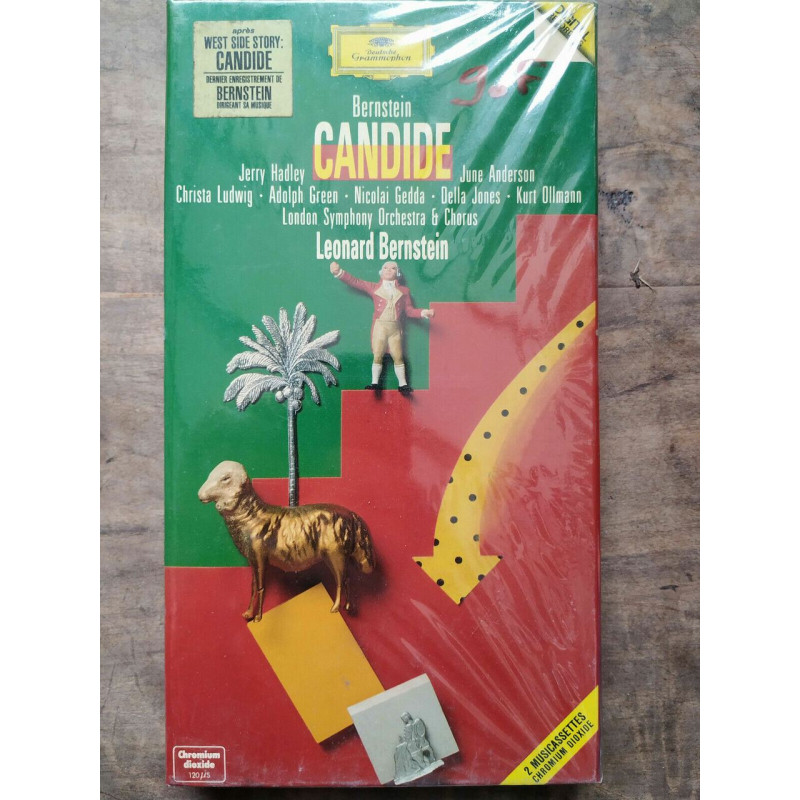 après
WEST SIDE STORY:
CANDIDE
DERNIER ENREGISTREMENT DE
BERNSTEIN
DIRIGEANT SA MUSIQUE
Deutsche
Grammophon
Bernstein
CANDIDE
Jerry Hadley June Anderson
Christa Ludwig · Adolph Green · Nicolai Gedda · Della Jones · Kurt Ollmann
London Symphony Orchestra & Chorus
Leonard Bernstein
Chromium
dioxide
120 µS
2 MUSICASSETTES
CHROMIUM DIOXIDE